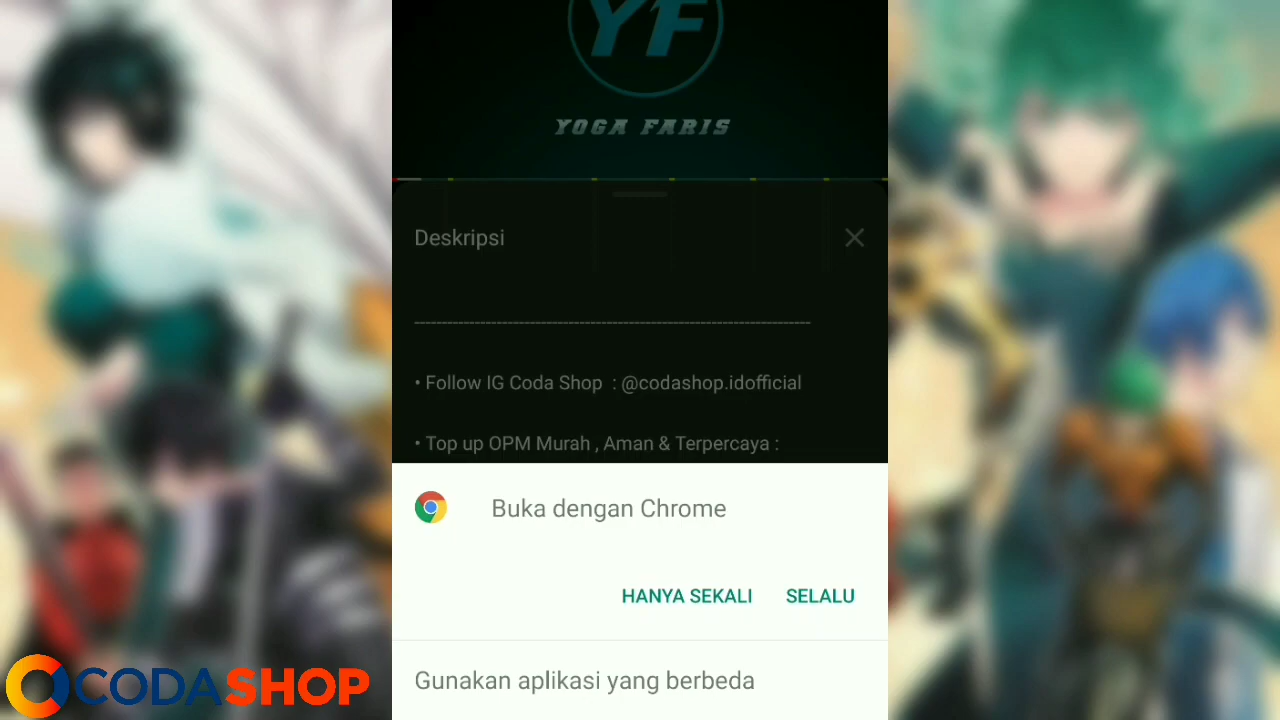 YF
YOGA FARIS
Deskripsi
------------------------------------------------------------------------
• Follow IG Coda Shop : @codashop.idofficial
• Top up OPM Murah , Aman & Terpercaya :
Buka dengan Chrome
HANYA SEKALI SELALU
Gunakan aplikasi yang berbeda
CODASHOP